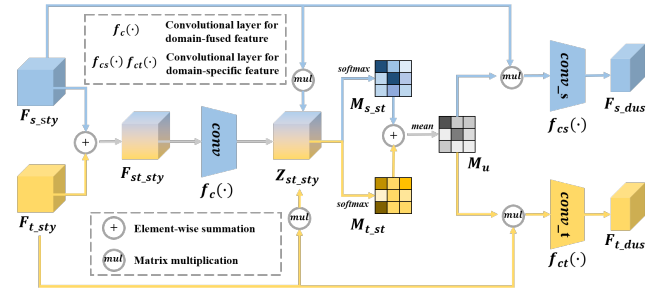 f_c(·) Convolutional layer for
domain-fused feature
f_cs(·) f_ct(·) Convolutional layer for
domain-specific feature
F_s_sty
mul
softmax
M_s_st
mul
conv_s
f_cs(·)
F_s_dus
+
F_st_sty
conv
f_c(·)
Z_st_sty
+
mean
M_u
F_t_sty
softmax
M_t_st
mul
mul
conv_t
f_ct(·)
F_t_dus
+ Element-wise summation
mul Matrix multiplication